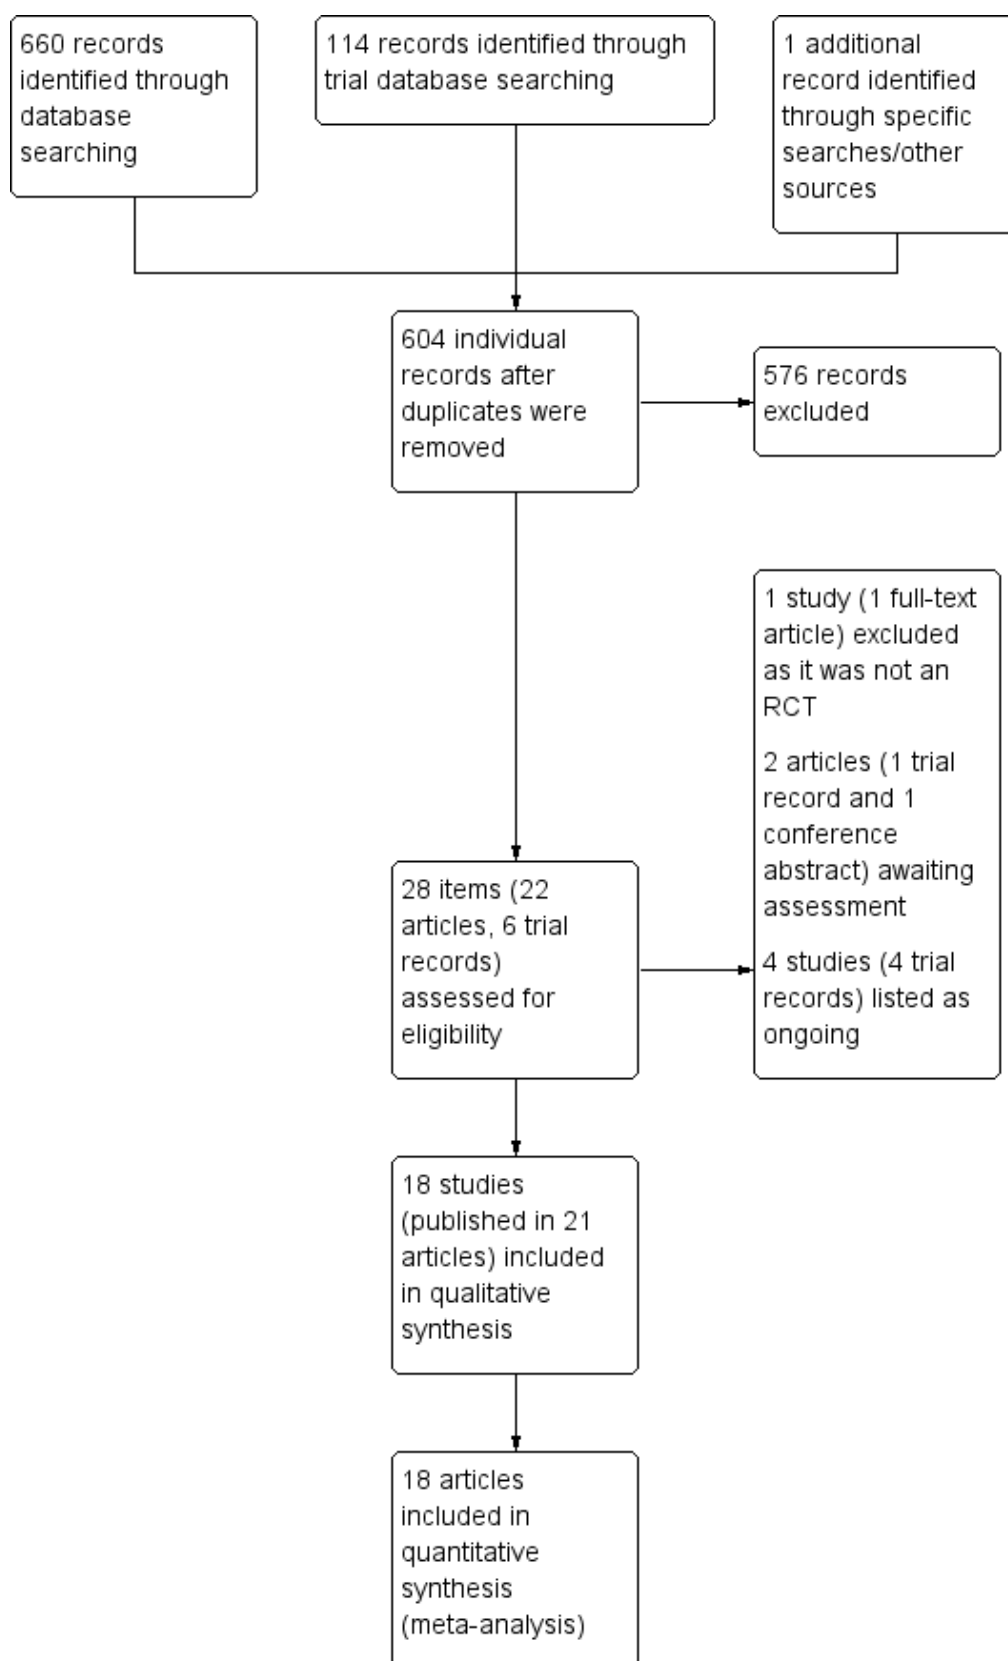 660 records
identified through
database
searching
114 records identified through
trial database searching
1 additional
record identified
through specific
searches/other
sources
604 individual
records after
duplicates were
removed
576 records
excluded
1 study (1 full-text
article) excluded
as it was not an
RCT
2 articles (1 trial
record and 1
conference
abstract) awaiting
assessment
4 studies (4 trial
records) listed as
ongoing
28 items (22
articles, 6 trial
records)
assessed for
eligibility
18 studies
(published in 21
articles) included
in qualitative
synthesis
18 articles
included in
quantitative
synthesis
(meta-analysis)